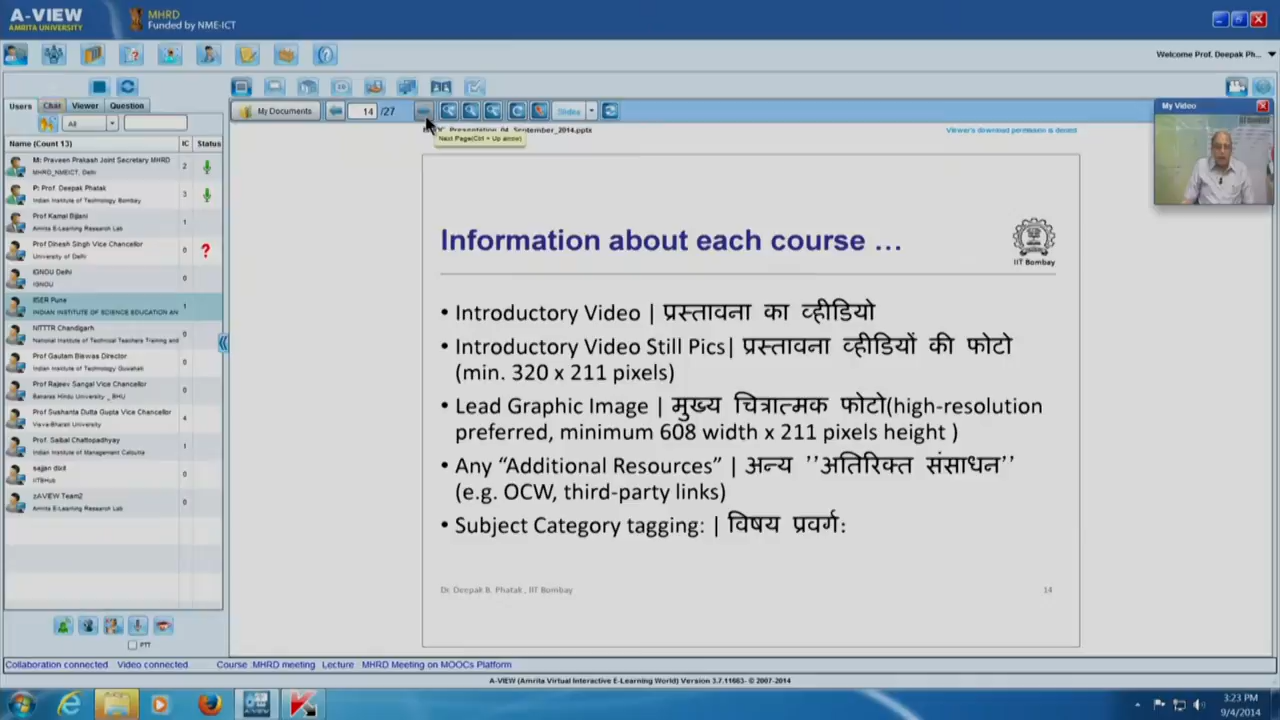 A-VIEW
AMRITA UNIVERSITY
MHRD
Funded by NME-ICT
Welcome Prof. Deepak Ph...
Users Chat Viewer Question
All
My Documents 14 /27 Slides
Next Page(Ctrl + Up arrow)
Viewer's download permission is denied
My Video
Name (Count 13) IC Status
M: Praveen Prakash Joint Secretary MHRD 2
MHRD_NMEICT, Delhi
P: Prof. Deepak Phatak 3
Indian Institute of Technology Bombay
Prof Kamal Bijlani 1
Amrita E-Learning Research Lab
Prof Dinesh Singh Vice Chancellor 0
University of Delhi
IGNOU Delhi 0
IGNOU
IISER Pune 1
INDIAN INSTITUTE OF SCIENCE EDUCATION AN
NITTTR Chandigarh 0
National Institute of Technical Teachers Training and
Prof Gautam Biswas Director 0
Indian Institute of Technology Guwahati
Prof Rajeev Sangal Vice Chancellor 0
Banaras Hindu University _ BHU
Prof Sushanta Dutta Gupta Vice Chancellor 4
Visva-Bharati University
Prof. Saibal Chattopadhyay 1
Indian Institute of Management Calcutta
sajjan dixit 0
IITBHub
zAVIEW Team2 0
Amrita E-Learning Research Lab
PTT
Information about each course …
IIT Bombay
• Introductory Video | प्रस्तावना का व्हीडियो
• Introductory Video Still Pics| प्रस्तावना व्हीडियों की फोटो
(min. 320 x 211 pixels)
• Lead Graphic Image | मुख्य चित्रात्मक फोटो(high-resolution
preferred, minimum 608 width x 211 pixels height )
• Any “Additional Resources” | अन्य ’’अतिरिक्त संसाधन’’
(e.g. OCW, third-party links)
• Subject Category tagging: | विषय प्रवर्ग:
Dr. Deepak B. Phatak , IIT Bombay 14
Collaboration connected Video connected Course : MHRD meeting Lecture : MHRD Meeting on MOOCs Platform
A-VIEW (Amrita Virtual Interactive E-Learning World) Version 3.7.11663- © 2007-2014
3:23 PM
9/4/2014